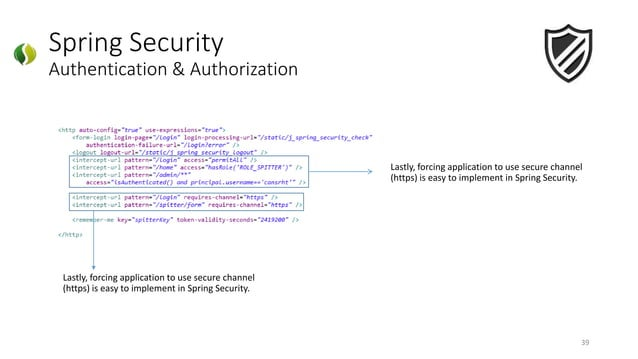 Spring Security
Authentication & Authorization
<http auto-config="true" use-expressions="true">
<form-login login-page="/login" login-processing-url="/static/j_spring_security_check"
authentication-failure-url="/login?error" />
<logout logout-url="/static/j_spring_security_logout" />
<intercept-url pattern="/login" access="permitAll" />
<intercept-url pattern="/home" access="hasRole('ROLE_SPITTER')" />
<intercept-url pattern="/admin/**"
access="isAuthenticated() and principal.username=='cansrht'" />
Lastly, forcing application to use secure channel
(https) is easy to implement in Spring Security.
<intercept-url pattern="/login" requires-channel="https" />
<intercept-url pattern="/spitter/form" requires-channel="https" />
<remember-me key="spitterKey" token-validity-seconds="2419200" />
</http>
Lastly, forcing application to use secure channel
(https) is easy to implement in Spring Security.
39